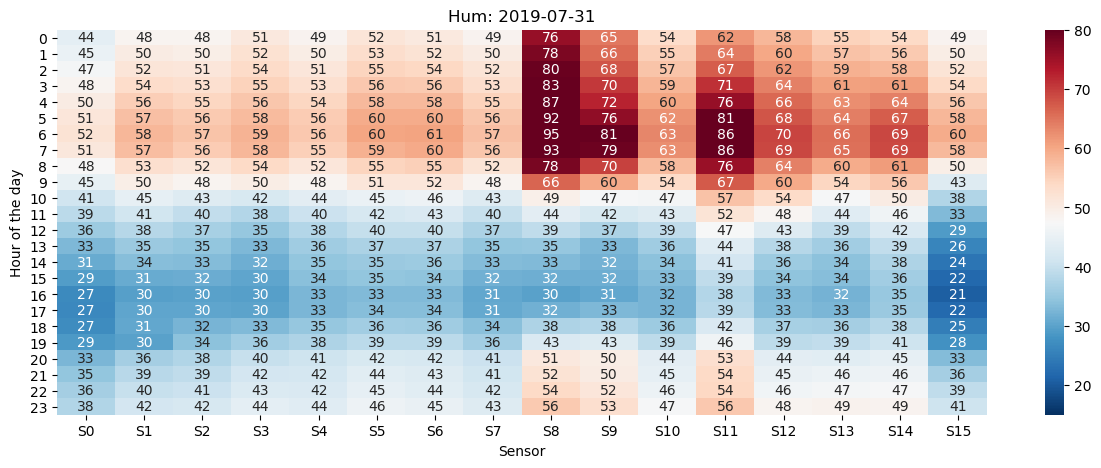 Hum: 2019-07-31
0 44 48 48 51 49 52 51 49 76 65 54 62 58 55 54 49
1 45 50 50 52 50 53 52 50 78 66 55 64 60 57 56 50
2 47 52 51 54 51 55 54 52 80 68 57 67 62 59 58 52
3 48 54 53 55 53 56 55 53 83 70 59 71 64 61 61 54
4 50 56 55 56 54 58 58 55 87 72 60 76 66 63 64 56
5 51 57 56 58 56 60 60 56 92 76 62 81 68 64 67 58
6 52 58 57 59 56 60 61 57 95 81 63 86 70 66 69 60
7 51 57 56 58 55 59 60 56 93 79 63 86 69 65 69 58
8 48 53 52 54 52 55 55 52 78 70 58 76 64 60 61 50
9 45 50 48 50 48 51 52 48 66 60 54 67 60 54 56 43
10 41 45 43 42 44 45 46 43 49 47 47 57 54 47 50 38
11 39 41 40 38 40 42 43 40 44 42 43 52 48 44 46 33
12 36 38 37 35 38 40 40 37 39 37 39 47 43 39 42 29
13 33 35 35 33 36 37 37 35 35 33 36 44 38 36 39 26
14 31 34 33 32 35 35 36 33 33 32 34 41 36 34 38 24
15 29 31 32 30 34 35 34 32 32 32 33 39 34 34 36 22
16 27 30 30 30 33 33 33 31 30 31 32 38 33 32 35 21
17 27 30 30 30 33 34 34 31 32 33 32 39 33 33 35 22
18 27 31 32 33 35 36 36 34 38 38 36 42 37 36 38 25
19 29 30 34 36 38 39 39 36 43 43 39 46 39 39 41 28
20 33 36 38 40 41 42 42 41 51 50 44 53 44 44 45 33
21 35 39 39 42 42 44 43 41 52 50 45 54 45 46 46 36
22 36 40 41 43 42 45 44 42 54 52 46 54 46 47 47 39
23 38 42 42 44 44 46 45 43 56 53 47 56 48 49 49 41
S0 S1 S2 S3 S4 S5 S6 S7 S8 S9 S10 S11 S12 S13 S14 S15
Sensor
Hour of the day
80
70
60
50
40
30
20